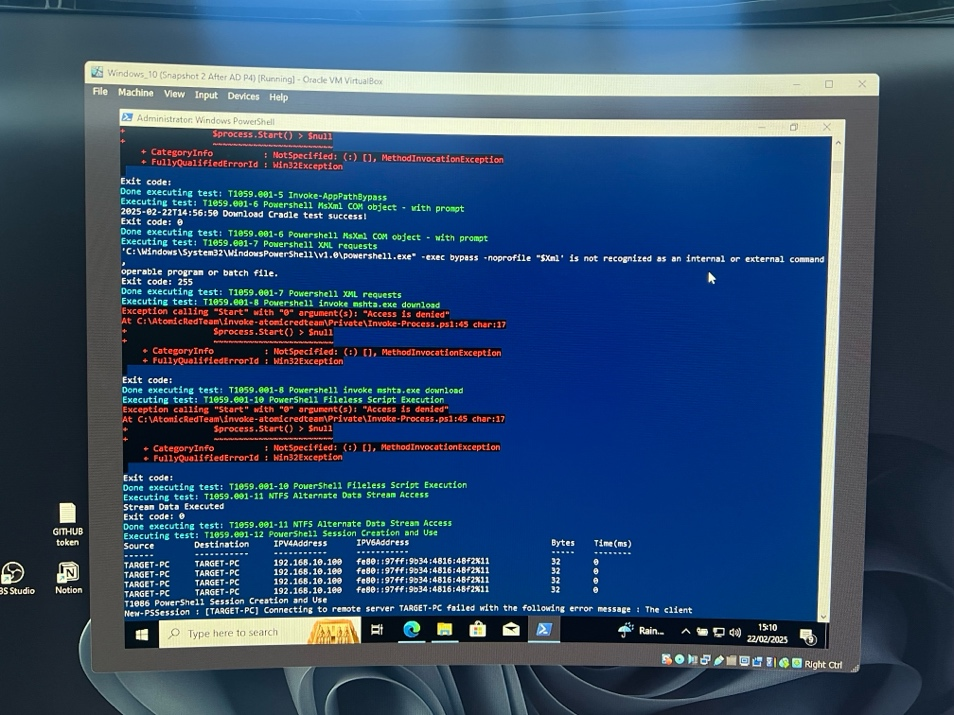 Windows_10 (Snapshot 2 After AD P4) [Running] - Oracle VM VirtualBox
File Machine View Input Devices Help
Administrator: Windows PowerShell
+ $process.Start() > $null
+ ~~~~~~~~~~~~~~~~~~~~~~~~
+ CategoryInfo : NotSpecified: (:) [], MethodInvocationException
+ FullyQualifiedErrorId : Win32Exception
Exit code:
Done executing test: T1059.001-5 Invoke-AppPathBypass
Executing test: T1059.001-6 Powershell MsXml COM object - with prompt
2025-02-22T14:56:50 Download Cradle test success!
Exit code: 0
Done executing test: T1059.001-6 Powershell MsXml COM object - with prompt
Executing test: T1059.001-7 Powershell XML requests
'C:\Windows\System32\WindowsPowerShell\v1.0\powershell.exe" -exec bypass -noprofile "$Xml' is not recognized as an internal or external command
,
operable program or batch file.
Exit code: 255
Done executing test: T1059.001-7 Powershell XML requests
Executing test: T1059.001-8 Powershell invoke mshta.exe download
Exception calling "Start" with "0" argument(s): "Access is denied"
At C:\AtomicRedTeam\invoke-atomicredteam\Private\Invoke-Process.ps1:45 char:17
+ $process.Start() > $null
+ ~~~~~~~~~~~~~~~~~~~~~~~~
+ CategoryInfo : NotSpecified: (:) [], MethodInvocationException
+ FullyQualifiedErrorId : Win32Exception
Exit code:
Done executing test: T1059.001-8 Powershell invoke mshta.exe download
Executing test: T1059.001-10 PowerShell Fileless Script Execution
Exception calling "Start" with "0" argument(s): "Access is denied"
At C:\AtomicRedTeam\invoke-atomicredteam\Private\Invoke-Process.ps1:45 char:17
+ $process.Start() > $null
+ ~~~~~~~~~~~~~~~~~~~~~~~~
+ CategoryInfo : NotSpecified: (:) [], MethodInvocationException
+ FullyQualifiedErrorId : Win32Exception
Exit code:
Done executing test: T1059.001-10 PowerShell Fileless Script Execution
Executing test: T1059.001-11 NTFS Alternate Data Stream Access
Stream Data Executed
Exit code: 0
Done executing test: T1059.001-11 NTFS Alternate Data Stream Access
Executing test: T1059.001-12 PowerShell Session Creation and Use
Source Destination IPV4Address IPV6Address Bytes Time(ms)
------ ----------- ----------- ----------- ----- --------
TARGET-PC TARGET-PC 192.168.10.100 fe80::97ff:9b34:4816:48f2%11 32 0
TARGET-PC TARGET-PC 192.168.10.100 fe80::97ff:9b34:4816:48f2%11 32 0
TARGET-PC TARGET-PC 192.168.10.100 fe80::97ff:9b34:4816:48f2%11 32 0
TARGET-PC TARGET-PC 192.168.10.100 fe80::97ff:9b34:4816:48f2%11 32 0
T1086 PowerShell Session Creation and Use
New-PSSession : [TARGET-PC] Connecting to remote server TARGET-PC failed with the following error message : The client
Type here to search
Rain...
15:10
22/02/2025
9
Right Ctrl
GITHUB
token
BS Studio
Notion